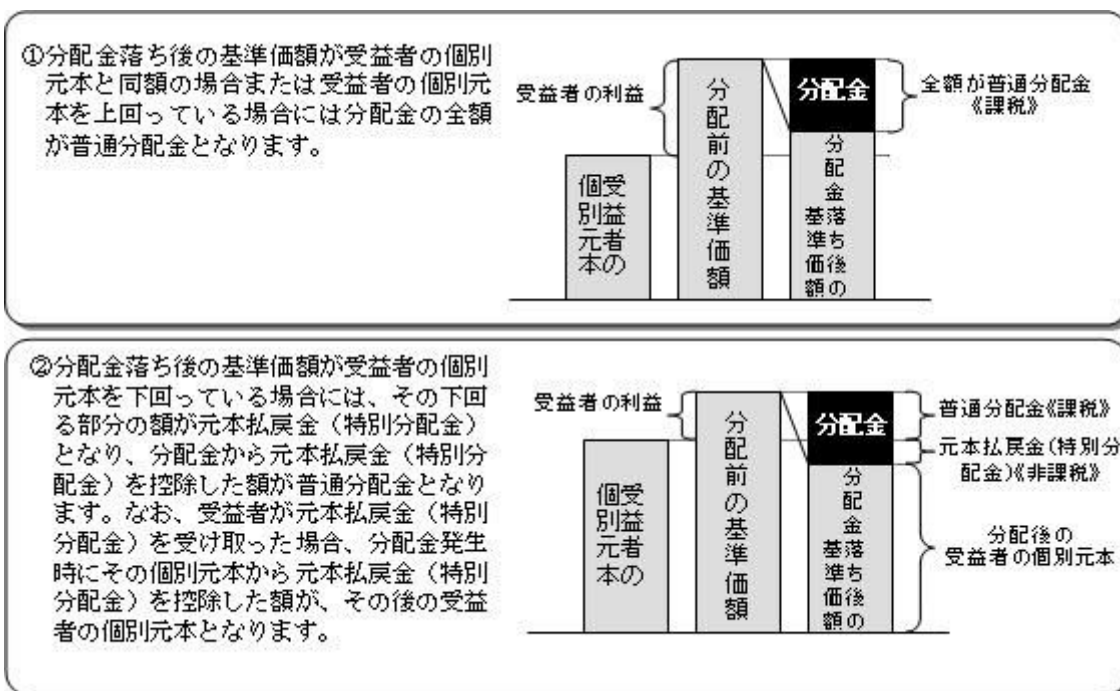 ①分配金落ち後の基準価額が受益者の個別
元本と同額の場合または受益者の個別元
本を上回っている場合には分配金の全額
が普通分配金となります。
受益者の利益
受益者の
個別元本
分配前の基準価額
分配金
分配金落ち後の
基準価額
全額が普通分配金
《課税》
②分配金落ち後の基準価額が受益者の個別
元本を下回っている場合には、その下回
る部分の額が元本払戻金（特別分配金）
となり、分配金から元本払戻金（特別分
配金）を控除した額が普通分配金となり
ます。なお、受益者が元本払戻金（特別
分配金）を受け取った場合、分配金発生
時にその個別元本から元本払戻金（特別
分配金）を控除した額が、その後の受益
者の個別元本となります。
受益者の利益
受益者の
個別元本
分配前の基準価額
分配金
分配金落ち後の
基準価額
普通分配金《課税》
元本払戻金(特別分
配金)《非課税》
分配後の
受益者の個別元本